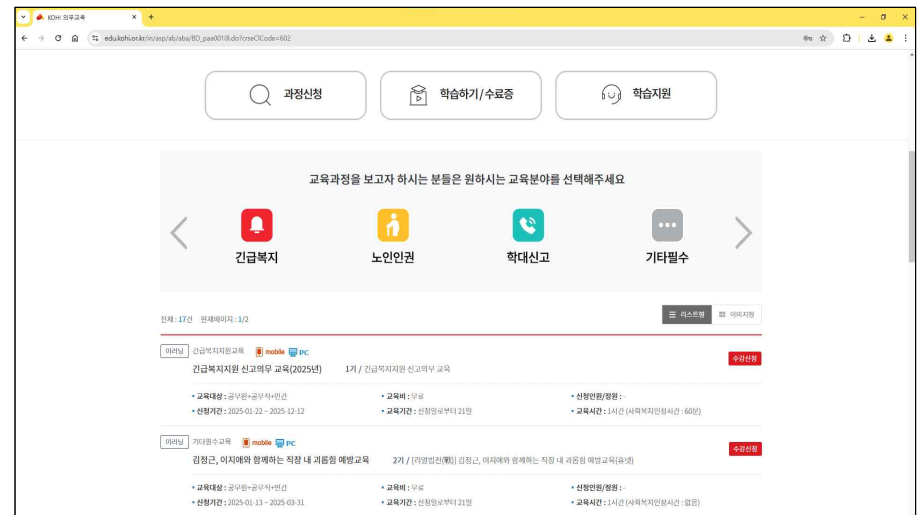 KOHI 의무교육
edu.kohi.or.kr/in/asp/ab/aba/BD_paa0010l.do?crseClCode=602
과정신청
학습하기/수료증
학습지원
교육과정을 보고자 하시는 분들은 원하시는 교육분야를 선택해주세요
긴급복지
노인인권
학대신고
기타필수
전체 : 17건 현재페이지 : 1/2
리스트형
이미지형
이러닝 긴급복지지원교육 mobile PC
수강신청
긴급복지지원 신고의무 교육(2025년) 1기 / 긴급복지지원 신고의무 교육
• 교육대상 : 공무원+공무직+민간 • 교육비 : 무료 • 신청인원/정원 : -
• 신청기간 : 2025-01-22 ~ 2025-12-12 • 교육기간 : 신청일로부터 21일 • 교육시간 : 1시간 (사회복지인정시간 : 60분)
이러닝 기타필수교육 mobile PC
수강신청
김정근, 이지애와 함께하는 직장 내 괴롭힘 예방교육 2기 / [리얼법전(戰)] 김정근, 이지애와 함께하는 직장 내 괴롭힘 예방교육(휴넷)
• 교육대상 : 공무원+공무직+민간 • 교육비 : 무료 • 신청인원/정원 : -
• 신청기간 : 2025-01-13 ~ 2025-03-31 • 교육기간 : 신청일로부터 21일 • 교육시간 : 1시간 (사회복지인정시간 : 없음)